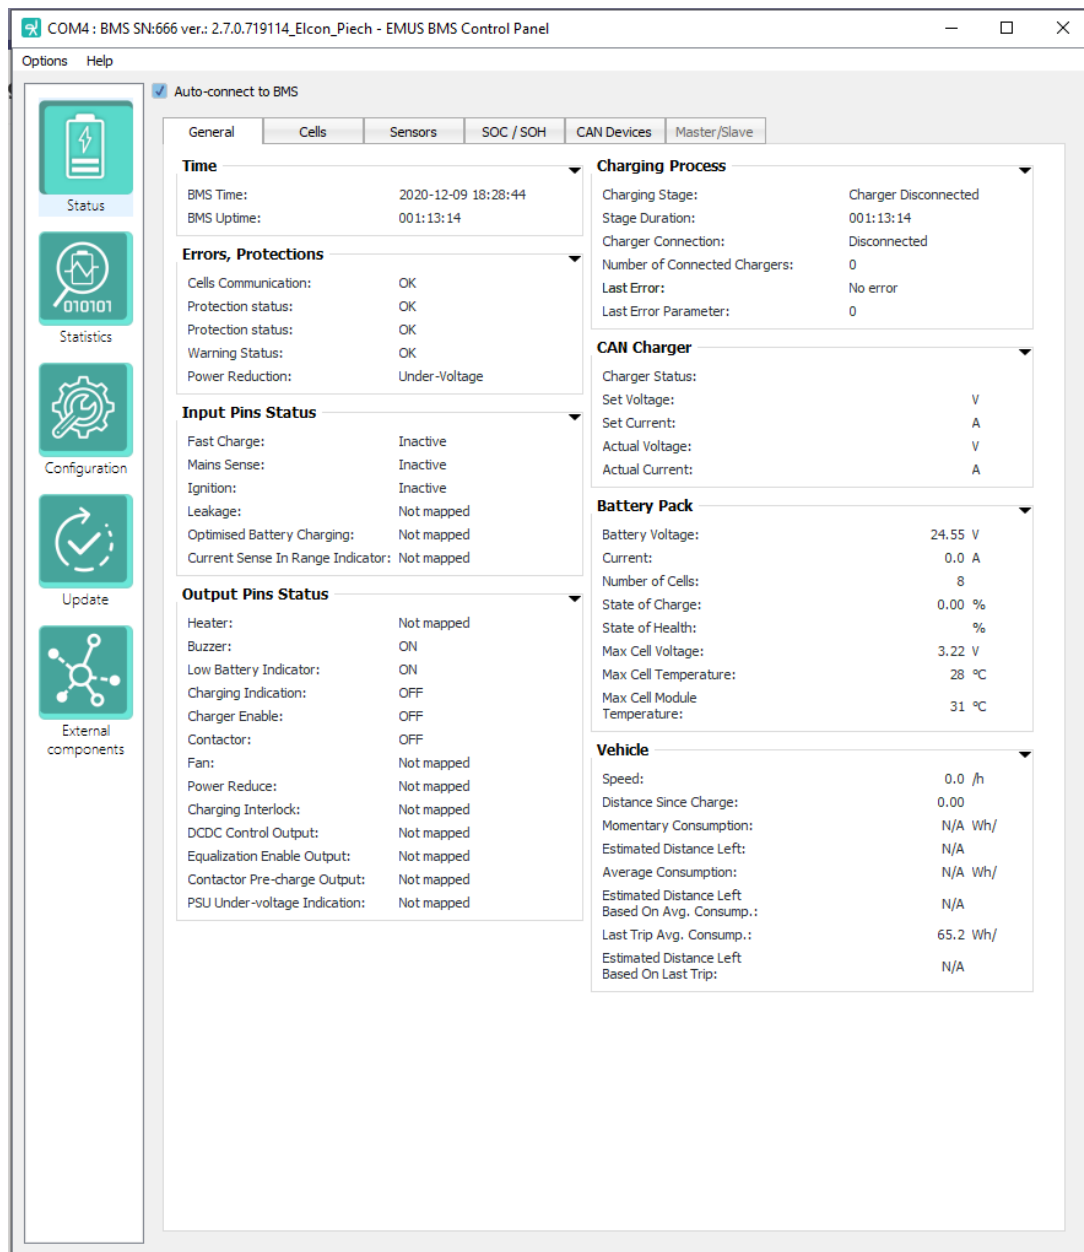 COM4 : BMS SN:666 ver.: 2.7.0.719114_Elcon_Piech - EMUS BMS Control Panel
Options Help
Auto-connect to BMS
General Cells Sensors SOC / SOH CAN Devices Master/Slave
Status
Statistics
010101
Configuration
Update
External
components
Time
BMS Time: 2020-12-09 18:28:44
BMS Uptime: 001:13:14
Errors, Protections
Cells Communication: OK
Protection status: OK
Protection status: OK
Warning Status: OK
Power Reduction: Under-Voltage
Input Pins Status
Fast Charge: Inactive
Mains Sense: Inactive
Ignition: Inactive
Leakage: Not mapped
Optimised Battery Charging: Not mapped
Current Sense In Range Indicator: Not mapped
Output Pins Status
Heater: Not mapped
Buzzer: ON
Low Battery Indicator: ON
Charging Indication: OFF
Charger Enable: OFF
Contactor: OFF
Fan: Not mapped
Power Reduce: Not mapped
Charging Interlock: Not mapped
DCDC Control Output: Not mapped
Equalization Enable Output: Not mapped
Contactor Pre-charge Output: Not mapped
PSU Under-voltage Indication: Not mapped
Charging Process
Charging Stage: Charger Disconnected
Stage Duration: 001:13:14
Charger Connection: Disconnected
Number of Connected Chargers: 0
Last Error: No error
Last Error Parameter: 0
CAN Charger
Charger Status:
Set Voltage: V
Set Current: A
Actual Voltage: V
Actual Current: A
Battery Pack
Battery Voltage: 24.55 V
Current: 0.0 A
Number of Cells: 8
State of Charge: 0.00 %
State of Health: %
Max Cell Voltage: 3.22 V
Max Cell Temperature: 28 ºC
Max Cell Module
Temperature: 31 ºC
Vehicle
Speed: 0.0 /h
Distance Since Charge: 0.00
Momentary Consumption: N/A Wh/
Estimated Distance Left: N/A
Average Consumption: N/A Wh/
Estimated Distance Left
Based On Avg. Consump.: N/A
Last Trip Avg. Consump.: 65.2 Wh/
Estimated Distance Left
Based On Last Trip: N/A